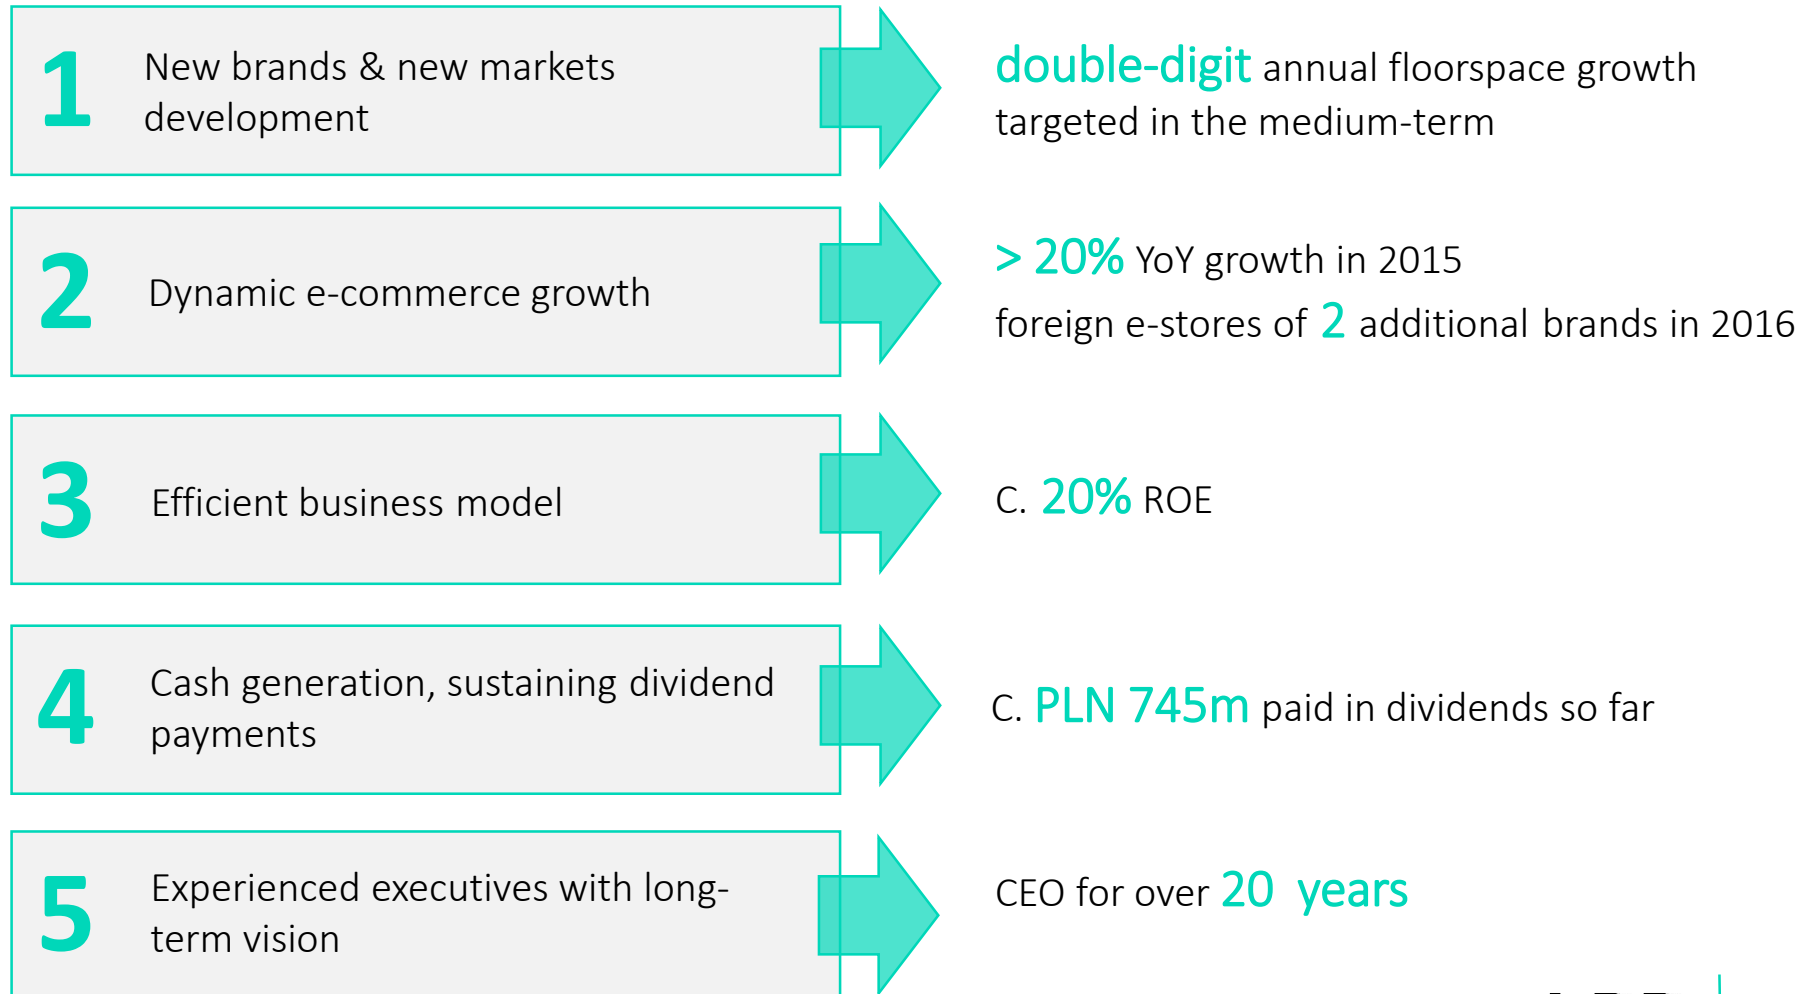 1
New brands & new markets
development
double-digit annual floorspace growth
targeted in the medium-term
2
Dynamic e-commerce growth
> 20% YoY growth in 2015
foreign e-stores of 2 additional brands in 2016
3
Efficient business model
C. 20% ROE
4
Cash generation, sustaining dividend
payments
C. PLN 745m paid in dividends so far
5
Experienced executives with long-
term vision
CEO for over 20 years